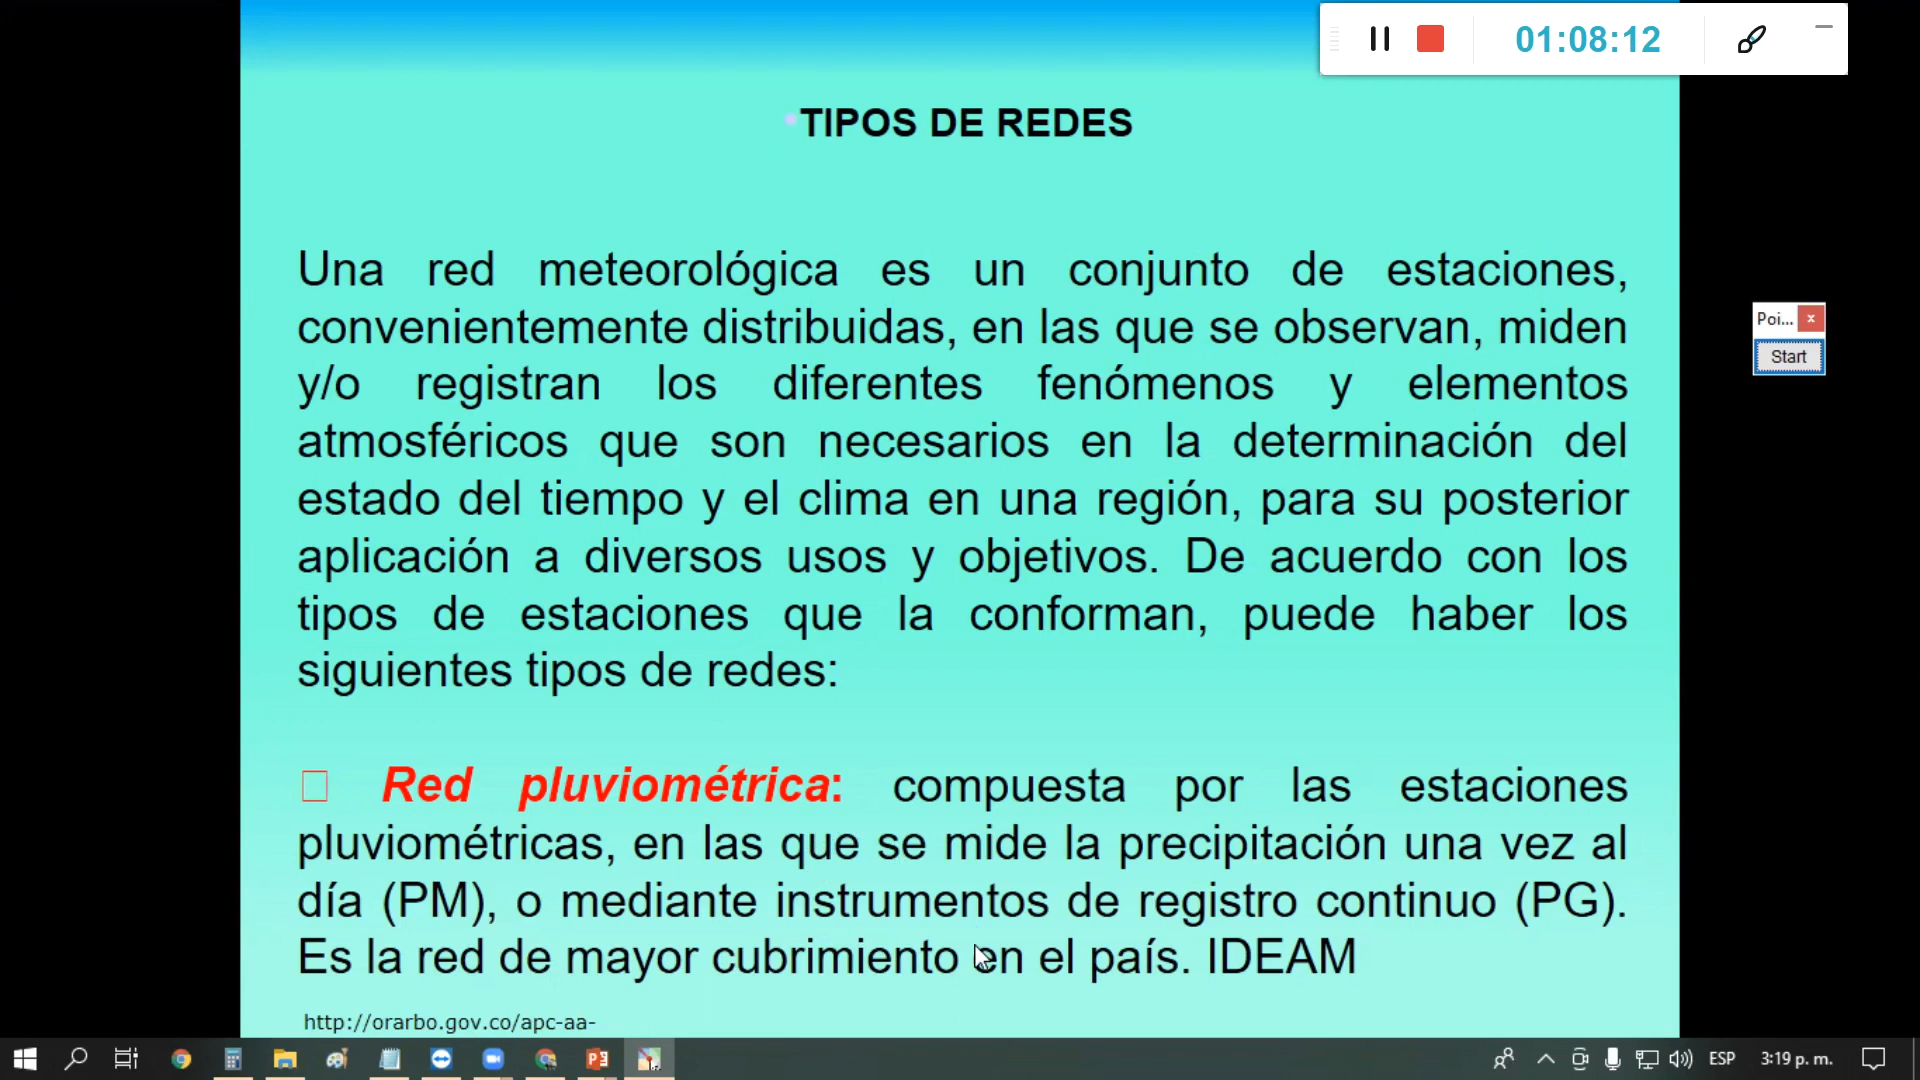 01:08:12
•TIPOS DE REDES
Una red meteorológica es un conjunto de estaciones,
convenientemente distribuidas, en las que se observan, miden
y/o registran los diferentes fenómenos y elementos
atmosféricos que son necesarios en la determinación del
estado del tiempo y el clima en una región, para su posterior
aplicación a diversos usos y objetivos. De acuerdo con los
tipos de estaciones que la conforman, puede haber los
siguientes tipos de redes:
Red pluviométrica: compuesta por las estaciones
pluviométricas, en las que se mide la precipitación una vez al
día (PM), o mediante instrumentos de registro continuo (PG).
Es la red de mayor cubrimiento en el país. IDEAM
http://orarbo.gov.co/apc-aa-
Poi...
Start
ESP
3:19 p. m.